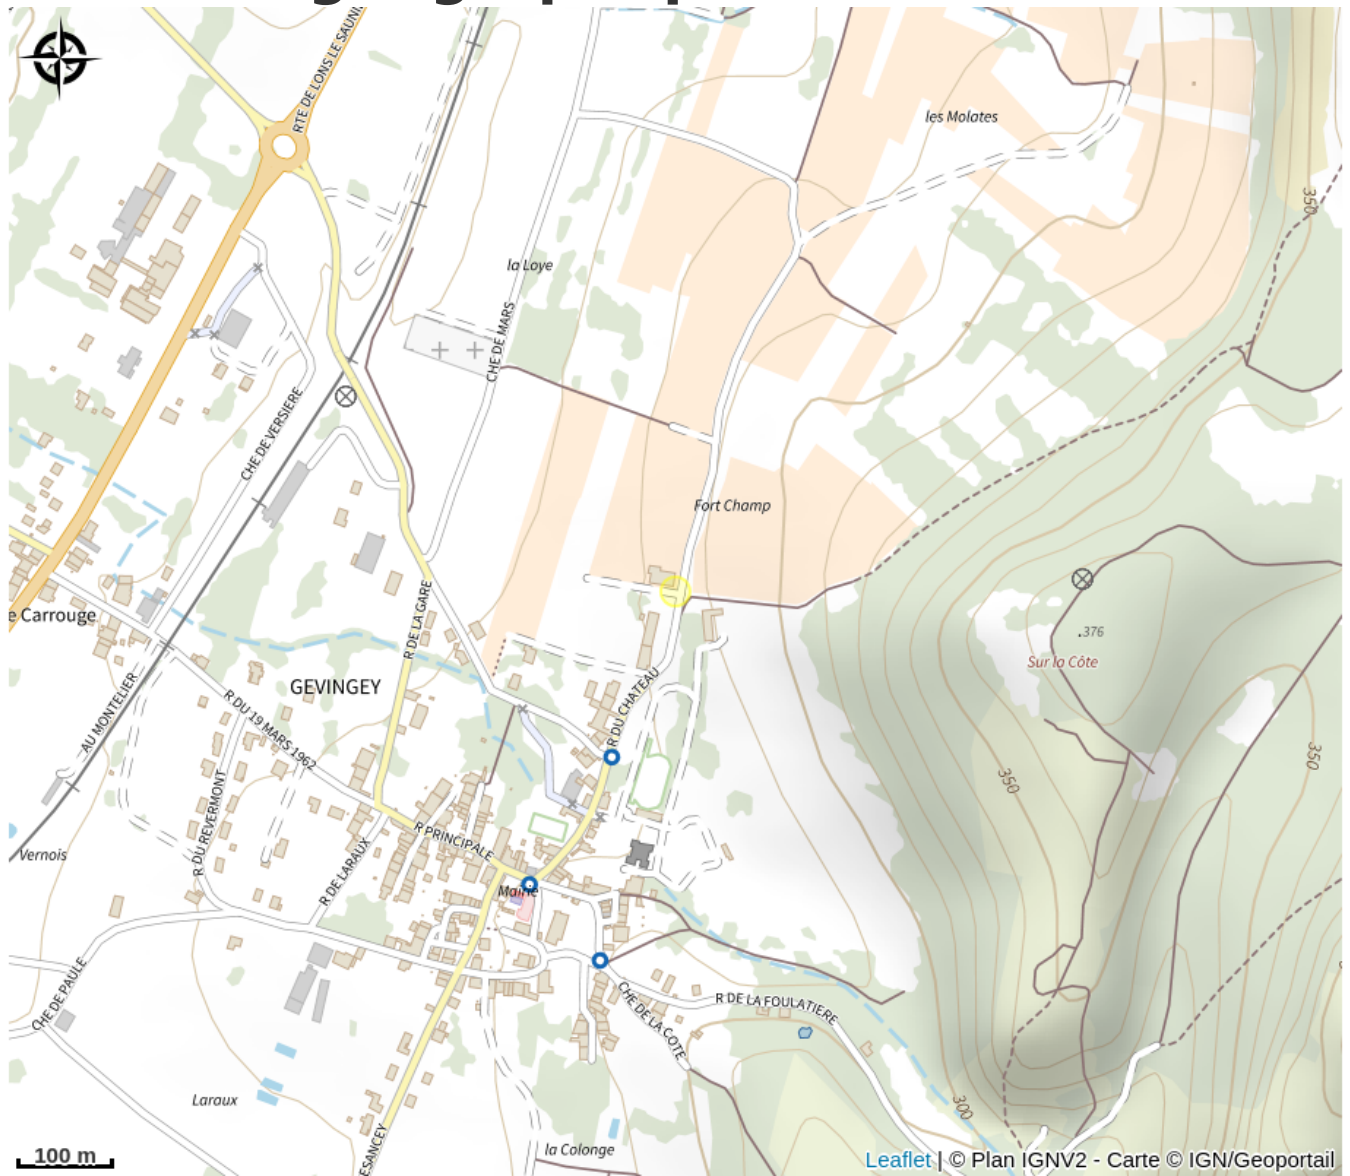 RTE DE LONS LE SAUNI
les Molates
350
la Loye
CHE DE MARS
CHE DE VERSIERE
Fort Champ
e Carrouge
R DE LA GARE
376
Sur la Côte
GEVINGEY
R DU CHATEAU
AU MONTELIER
R DU 19 MARS 1962
350
350
R DU REVERMONT
R PRINCIPALE
Vernois
R DE LARAUX
Mairie
CHE DE PAULE
CHE DE LA COTE
R DE LA FOULATIERE
Laraux
300
ESANCEY
la Colonge
100 m
Leaflet | © Plan IGNV2 - Carte © IGN/Geoportail